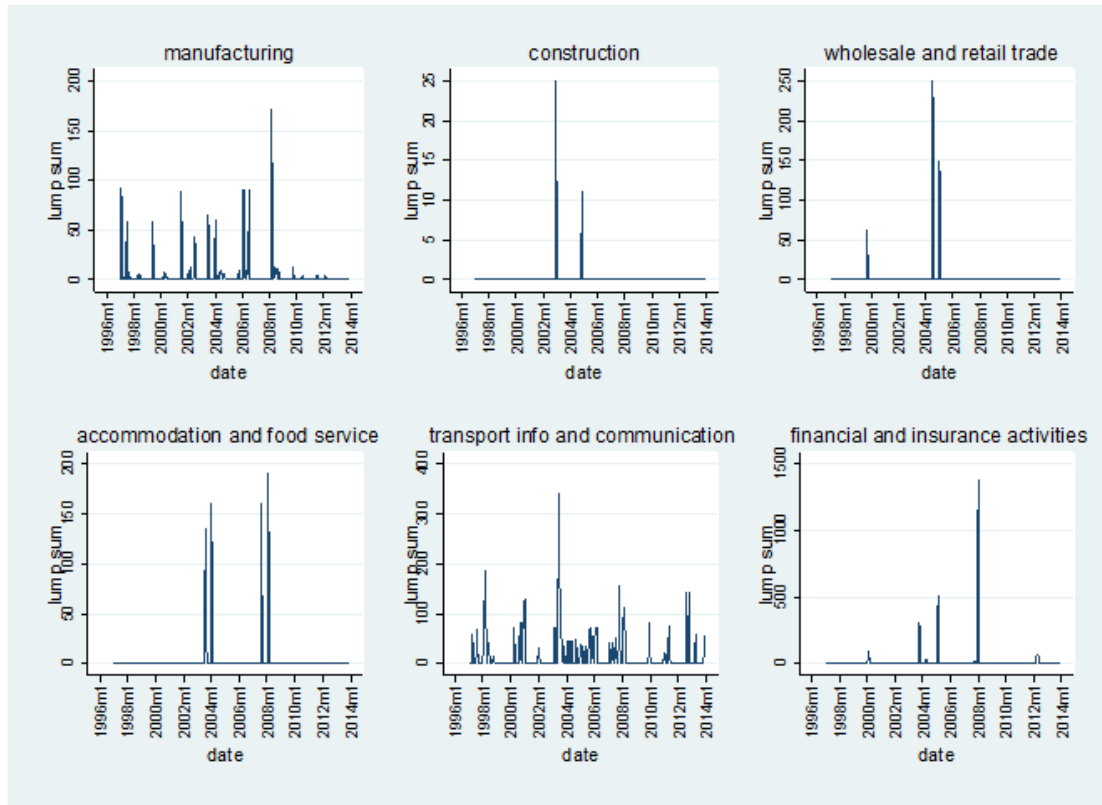 manufacturing
lump sum
0 50 100 150 200
1996m1 1998m1 2000m1 2002m1 2004m1 2006m1 2008m1 2010m1 2012m1 2014m1
date
construction
lump sum
0 5 10 15 20 25
1996m1 1998m1 2000m1 2002m1 2004m1 2006m1 2008m1 2010m1 2012m1 2014m1
date
wholesale and retail trade
lump sum
0 50 100 150 200 250
1996m1 1998m1 2000m1 2002m1 2004m1 2006m1 2008m1 2010m1 2012m1 2014m1
date
accommodation and food service
lump sum
0 50 100 150 200
1996m1 1998m1 2000m1 2002m1 2004m1 2006m1 2008m1 2010m1 2012m1 2014m1
date
transport info and communication
lump sum
0 100 200 300 400
1996m1 1998m1 2000m1 2002m1 2004m1 2006m1 2008m1 2010m1 2012m1 2014m1
date
financial and insurance activities
lump sum
0 500 1000 1500
1996m1 1998m1 2000m1 2002m1 2004m1 2006m1 2008m1 2010m1 2012m1 2014m1
date